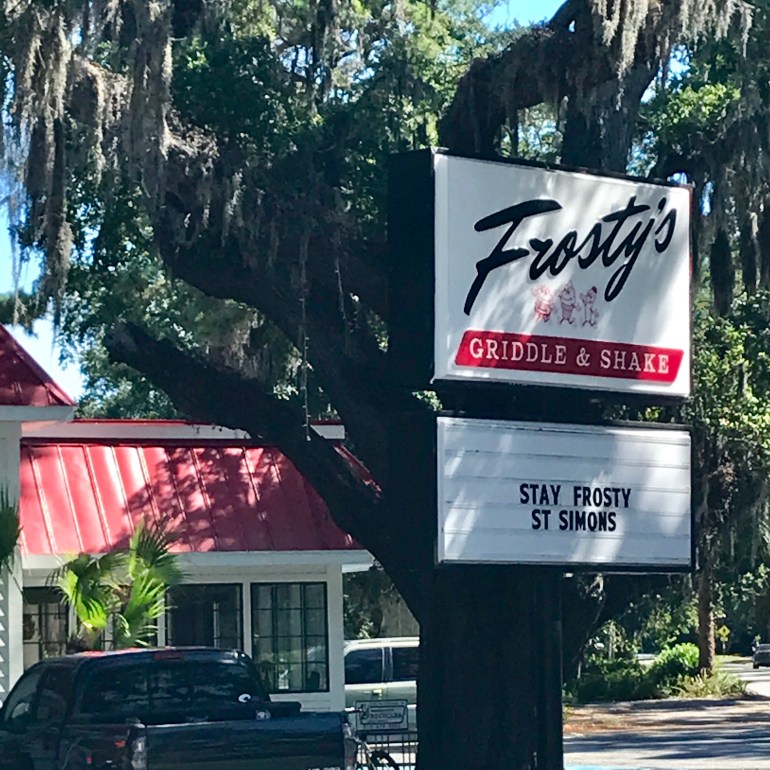 Frosty's
GRIDDLE & SHAKE
STAY FROSTY
ST SIMONS